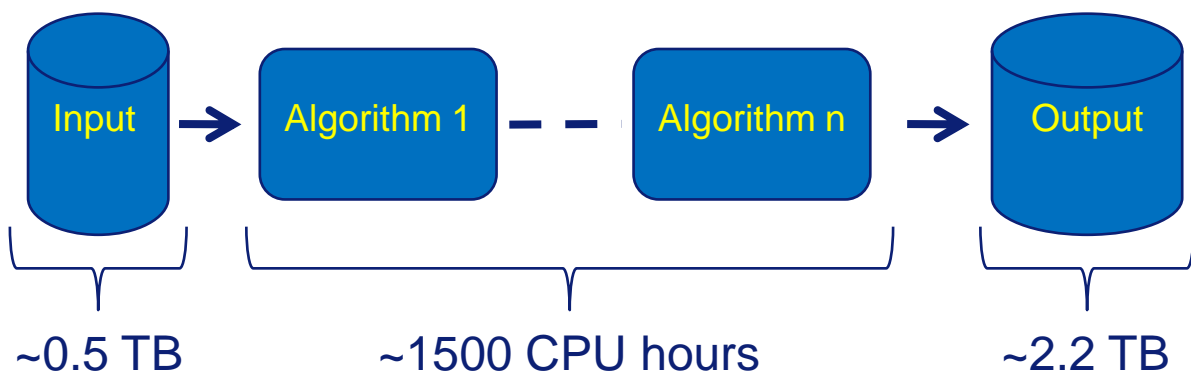 Input
Algorithm 1
Algorithm n
Output
~0.5 TB
~1500 CPU hours
~2.2 TB